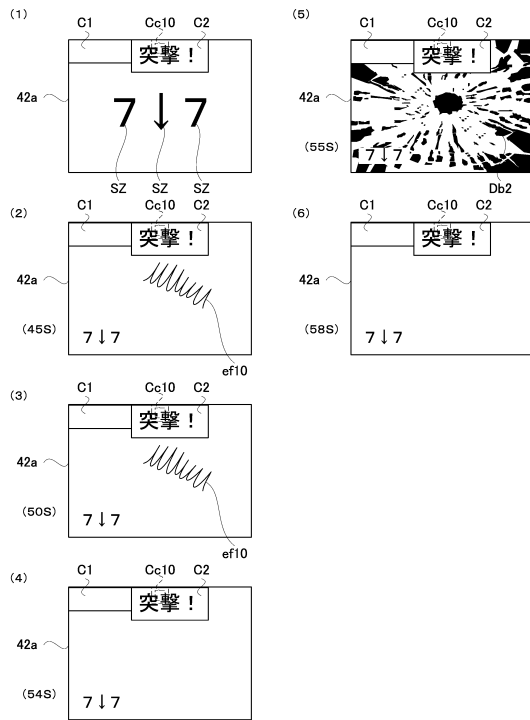 (1)
C1 Cc10 C2
突撃！
42a
7↓7
SZ SZ SZ
(2)
C1 Cc10 C2
突撃！
42a
(45S)
7↓7
ef10
(3)
C1 Cc10 C2
突撃！
42a
(50S)
7↓7
ef10
(4)
C1 Cc10 C2
突撃！
42a
(54S)
7↓7
(5)
C1 Cc10 C2
突撃！
42a
(55S)
7↓7
Db2
(6)
C1 Cc10 C2
突撃！
42a
(58S)
7↓7